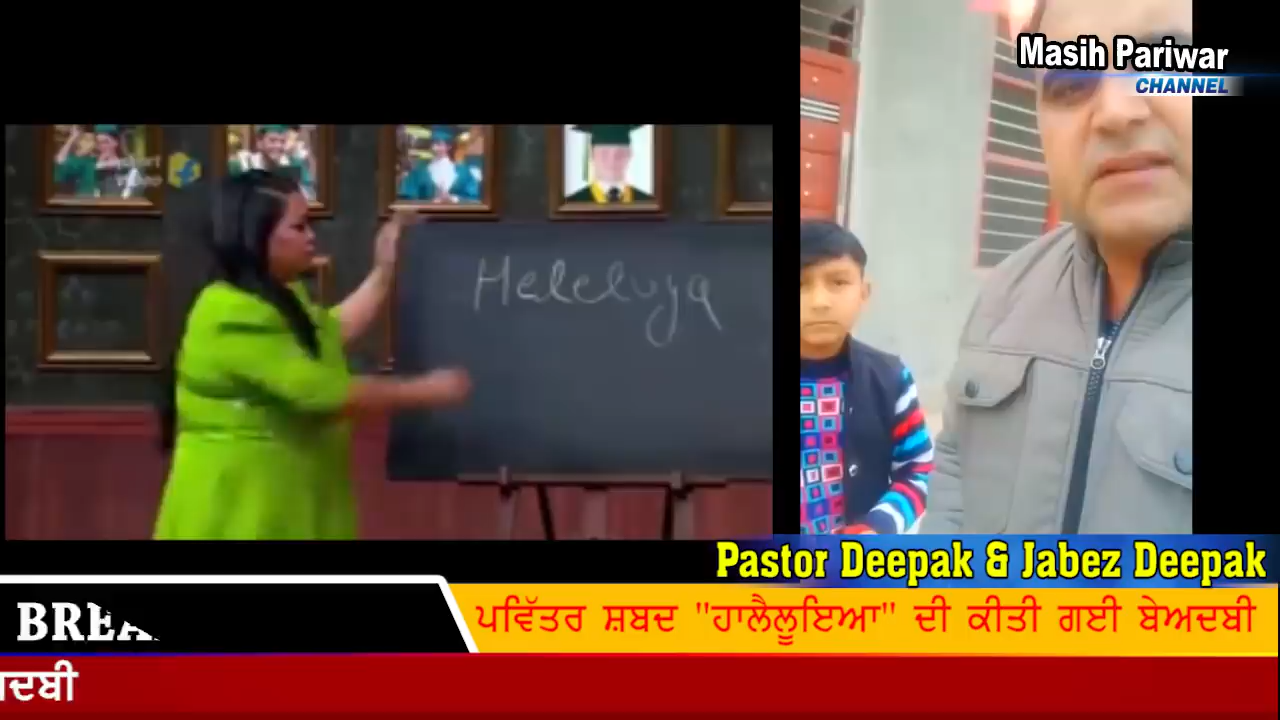 Masih Pariwar
CHANNEL
Heleluja
Pastor Deepak & Jabez Deepak
ਪਵਿੱਤਰ ਸ਼ਬਦ "ਹਾਲੈਲੂਇਆ" ਦੀ ਕੀਤੀ ਗਈ ਬੇਅਦਬੀ